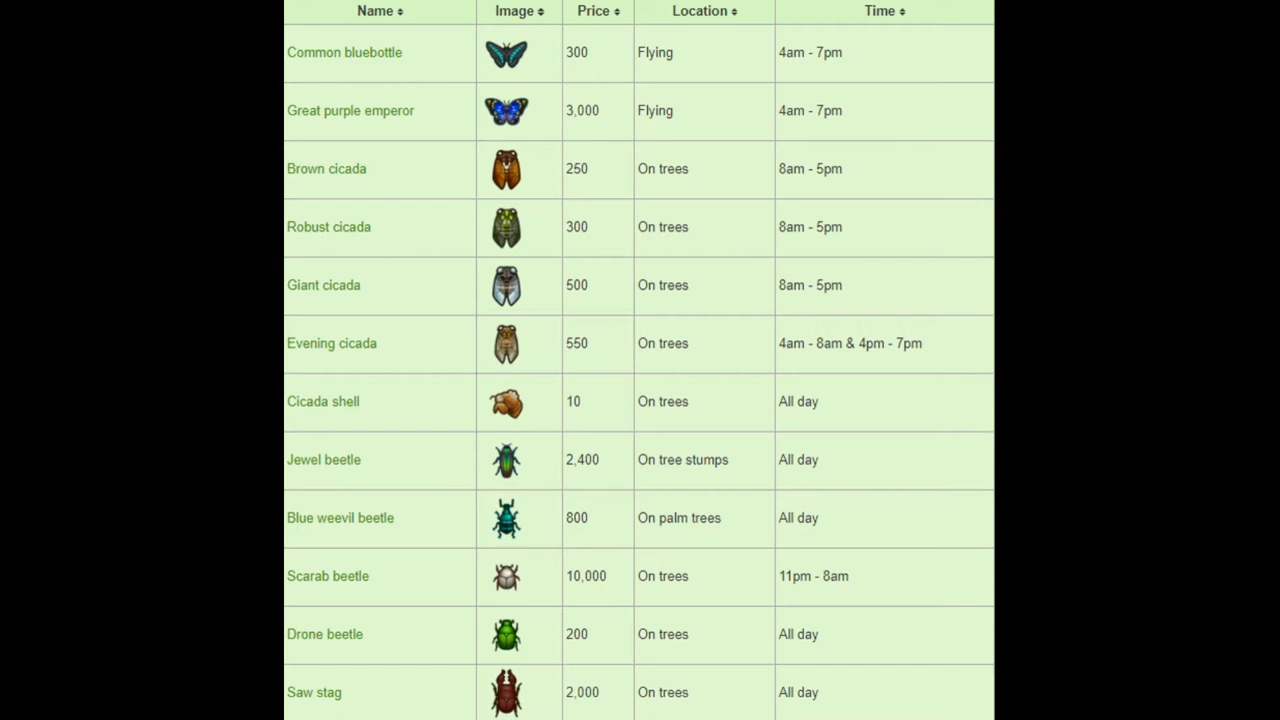 Name Image Price Location Time
Common bluebottle 300 Flying 4am - 7pm
Great purple emperor 3,000 Flying 4am - 7pm
Brown cicada 250 On trees 8am - 5pm
Robust cicada 300 On trees 8am - 5pm
Giant cicada 500 On trees 8am - 5pm
Evening cicada 550 On trees 4am - 8am & 4pm - 7pm
Cicada shell 10 On trees All day
Jewel beetle 2,400 On tree stumps All day
Blue weevil beetle 800 On palm trees All day
Scarab beetle 10,000 On trees 11pm - 8am
Drone beetle 200 On trees All day
Saw stag 2,000 On trees All day